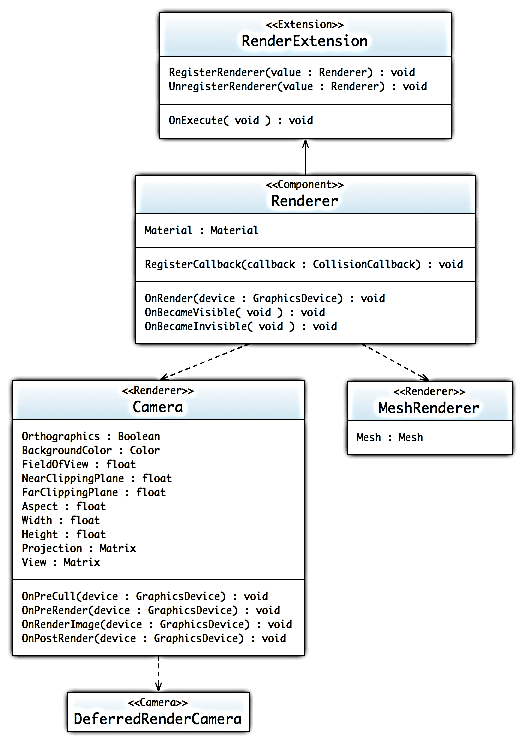 <<Extension>>
RenderExtension
RegisterRenderer(value : Renderer) : void
UnregisterRenderer(value : Renderer) : void
OnExecute( void ) : void
<<Component>>
Renderer
Material : Material
RegisterCallback(callback : CollisionCallback) : void
OnRender(device : GraphicsDevice) : void
OnBecameVisible( void ) : void
OnBecameInvisible( void ) : void
<<Renderer>>
Camera
Orthographics : Boolean
BackgroundColor : Color
FieldOfView : float
NearClippingPlane : float
FarClippingPlane : float
Aspect : float
Width : float
Height : float
Projection : Matrix
View : Matrix
OnPreCull(device : GraphicsDevice) : void
OnPreRender(device : GraphicsDevice) : void
OnRenderImage(device : GraphicsDevice) : void
OnPostRender(device : GraphicsDevice) : void
<<Renderer>>
MeshRenderer
Mesh : Mesh
<<Camera>>
DeferredRenderCamera